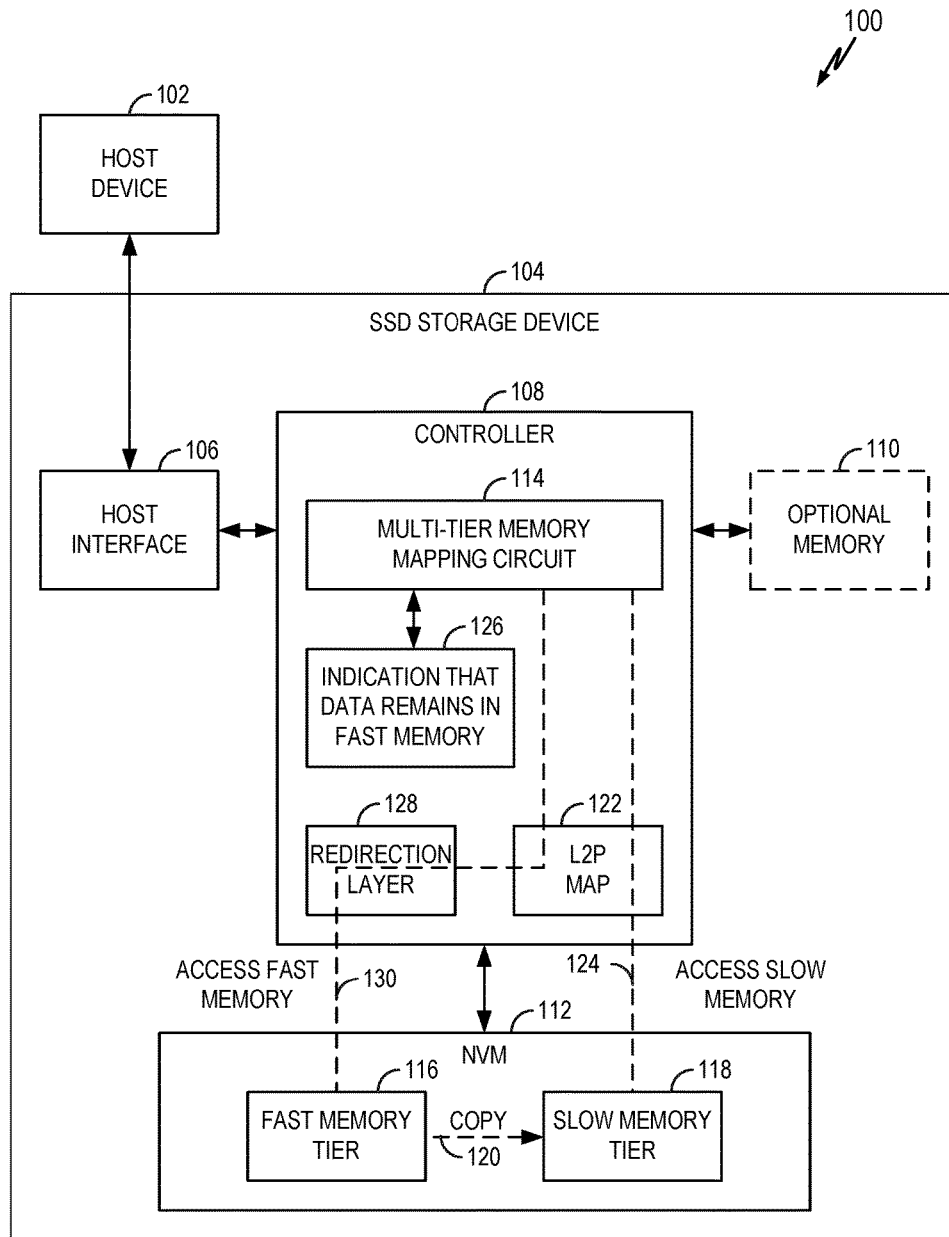 100
102
HOST
DEVICE
104
SSD STORAGE DEVICE
108
CONTROLLER
106
HOST
INTERFACE
114
MULTI-TIER MEMORY
MAPPING CIRCUIT
110
OPTIONAL
MEMORY
126
INDICATION THAT
DATA REMAINS IN
FAST MEMORY
128
REDIRECTION
LAYER
122
L2P
MAP
ACCESS FAST
MEMORY
130
124
ACCESS SLOW
MEMORY
112
NVM
116
FAST MEMORY
TIER
COPY
120
118
SLOW MEMORY
TIER